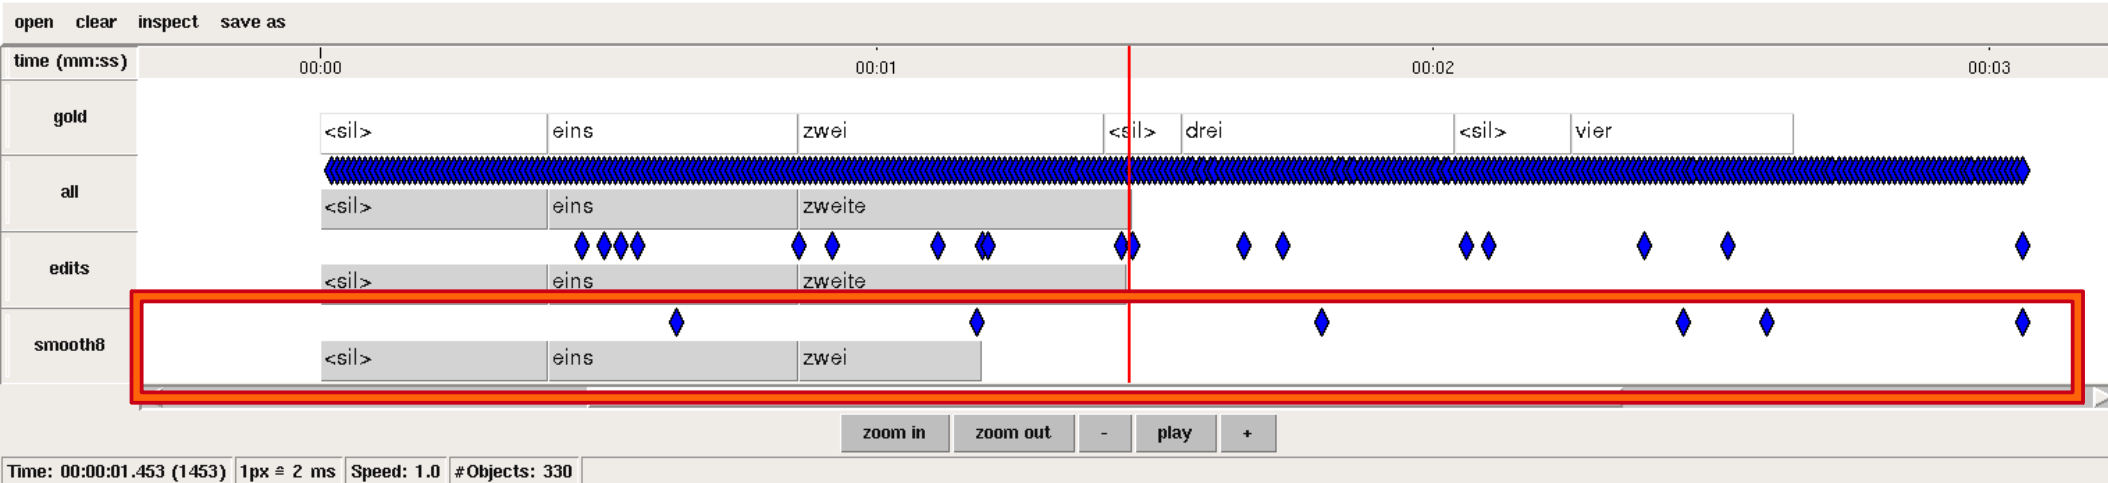 open clear inspect save as
time (mm:ss) 00:00 00:01 00:02 00:03
gold <sil> eins zwei <sil> drei <sil> vier
all <sil> eins zweite
edits <sil> eins zweite
smooth8 <sil> eins zwei
zoom in zoom out - play +
Time: 00:00:01.453 (1453) 1px ≙ 2 ms Speed: 1.0 #Objects: 330